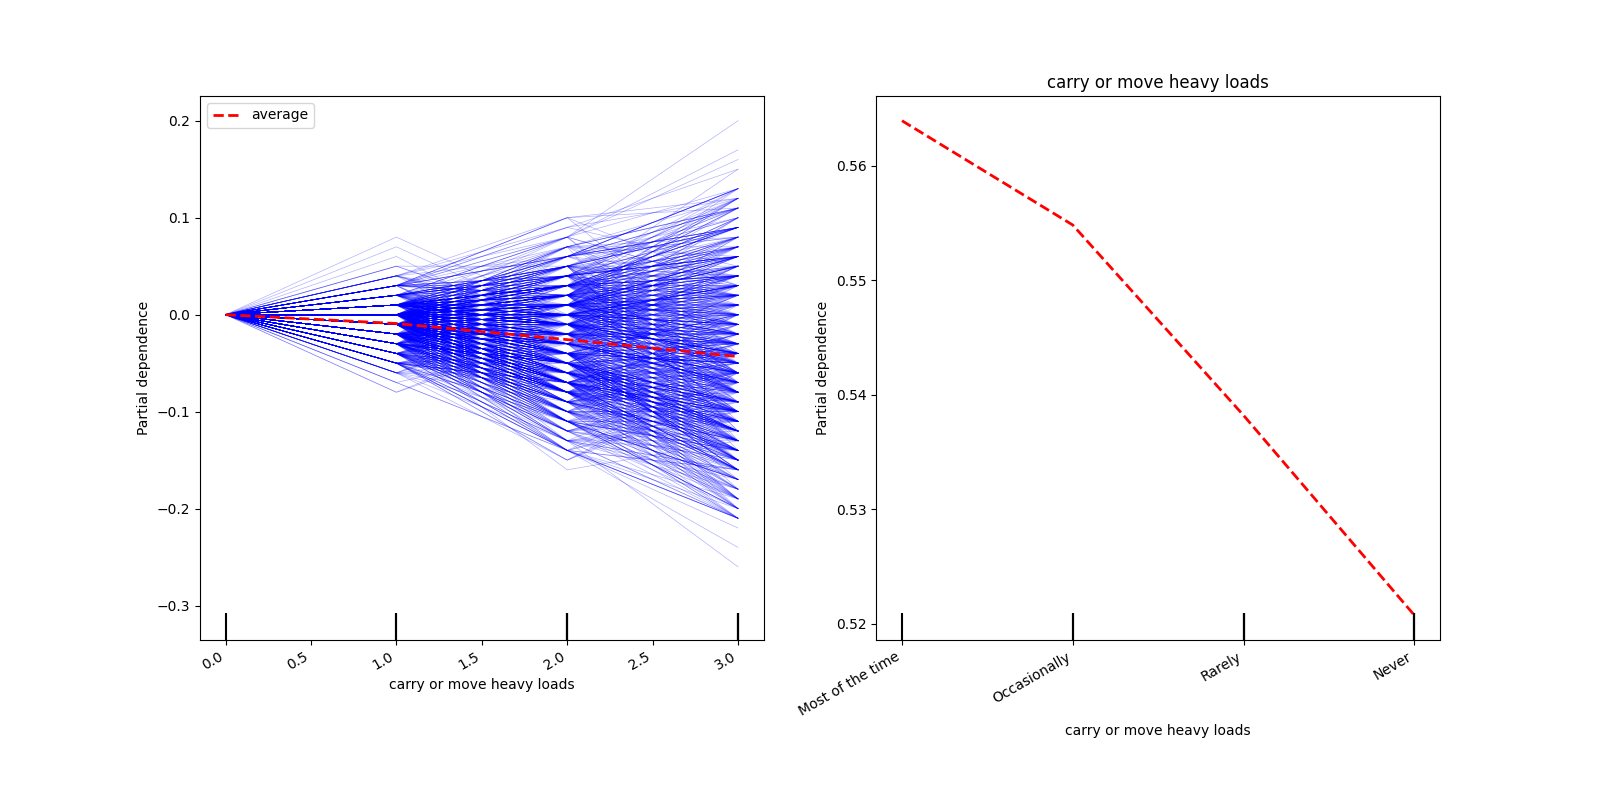 average
0.2
0.1
0.0
−0.1
−0.2
−0.3
Partial dependence
0.0 0.5 1.0 1.5 2.0 2.5 3.0
carry or move heavy loads
carry or move heavy loads
0.56
0.55
0.54
0.53
0.52
Partial dependence
Most of the time Occasionally Rarely Never
carry or move heavy loads